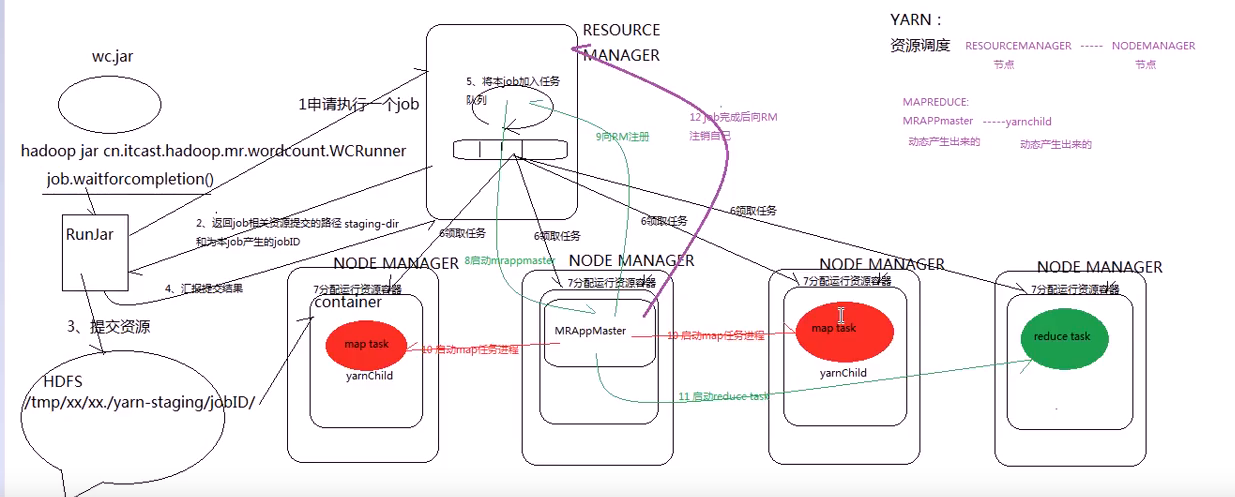 wc.jar
hadoop jar cn.itcast.hadoop.mr.wordcount.WCRunner
job.waitforcompletion()
RunJar
1申请执行一个job
2、返回job相关资源提交的路径 staging-dir
和为本job产生的jobID
4、汇报提交结果
3、提交资源
HDFS
/tmp/xx/xx./yarn-staging/jobID/
RESOURCE
MANAGER
5、将本job加入任务
队列
9向RM注册
12 job完成后向RM
注销自己
YARN：
资源调度
RESOURCEMANAGER ----- NODEMANAGER
节点
节点
MAPREDUCE:
MRAPPmaster -----yarnchild
动态产生出来的
动态产生出来的
6领取任务
6领取任务
6领取任务
6领取任务
8启动mrappmaster
NODE MANAGER
7分配运行资源容器
container
map task
yarnChild
NODE MANAGER
7分配运行资源容器
MRAppMaster
10 启动map任务进程
10 启动map任务进程
11 启动reduce task
NODE MANAGER
7分配运行资源容器
map task
yarnChild
NODE MANAGER
7分配运行资源容器
reduce task